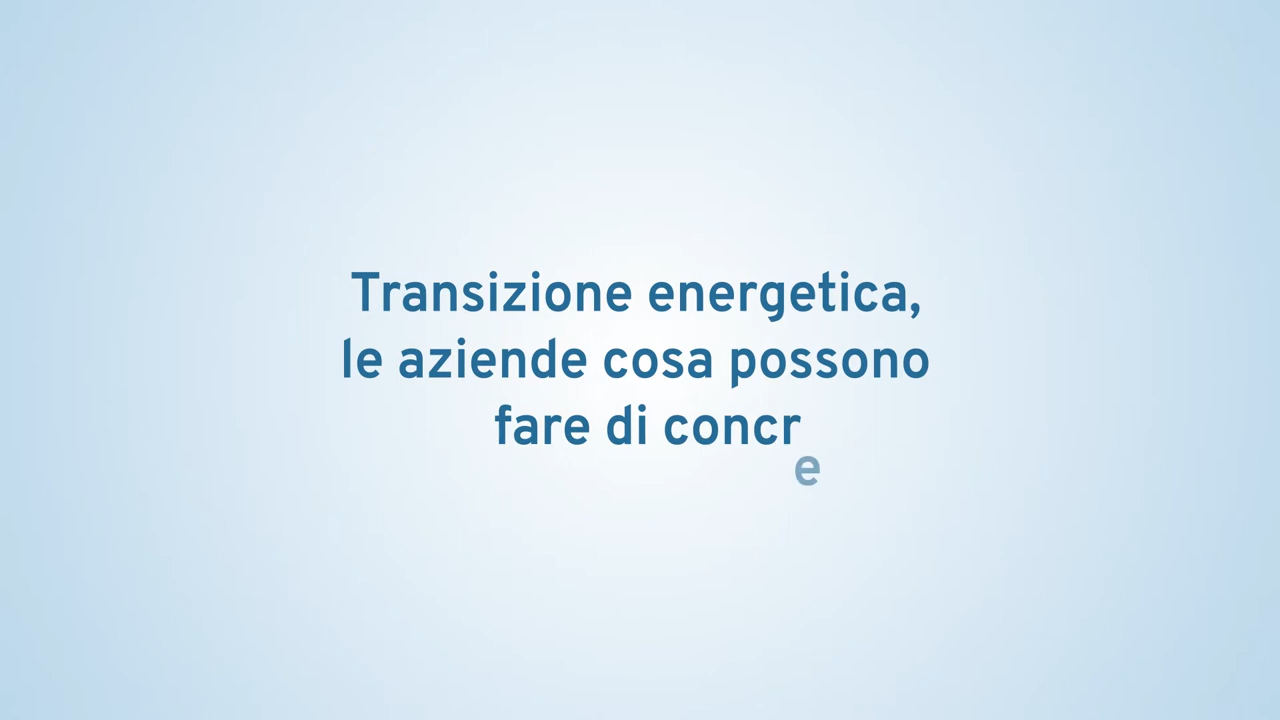 Transizione energetica,
le aziende cosa possono
fare di concre